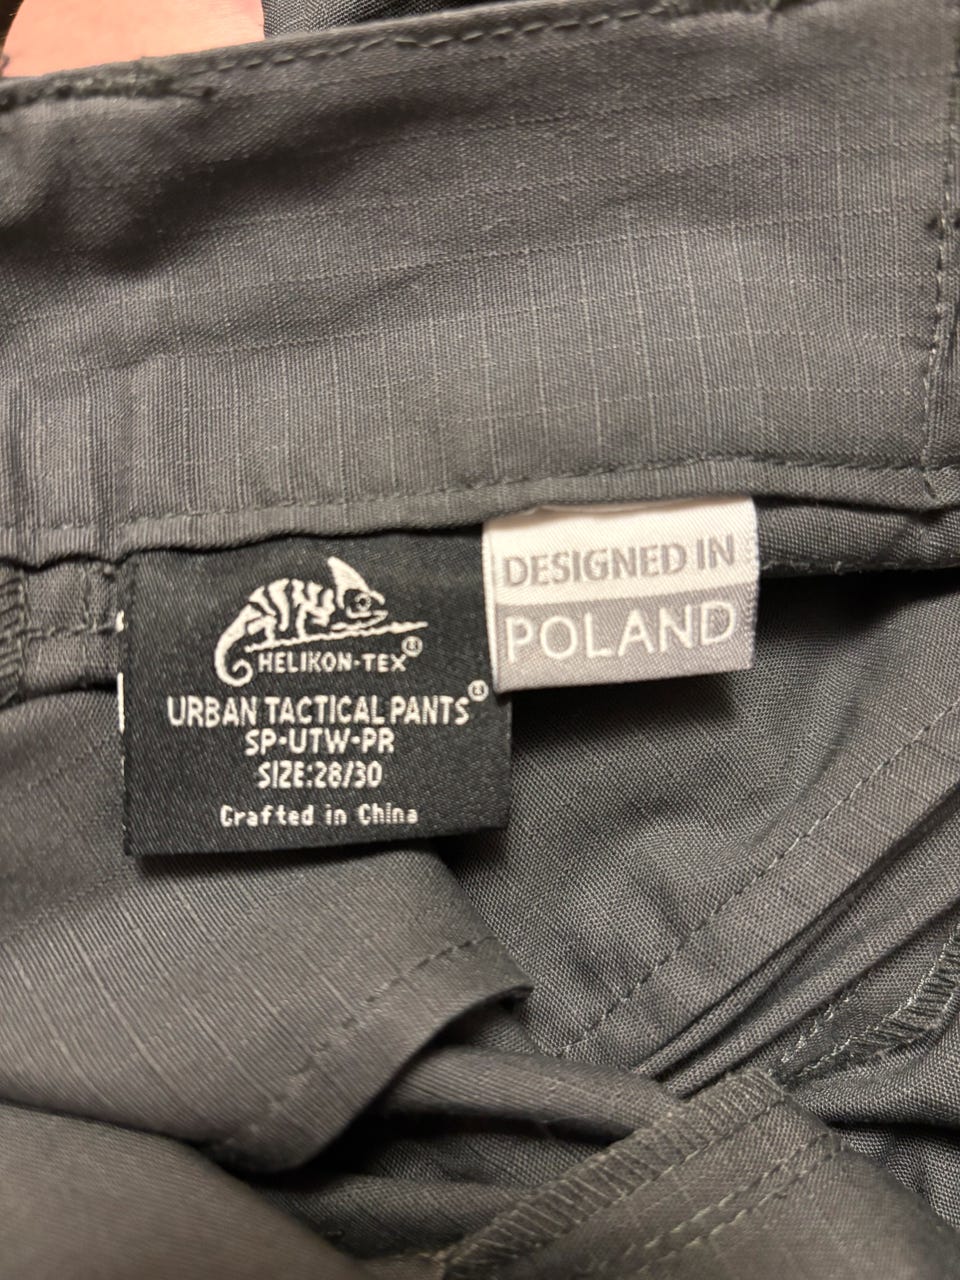 HELIKON-TEX®
URBAN TACTICAL PANTS®
SP-UTW-PR
SIZE:28/30
Crafted in China
DESIGNED IN
POLAND